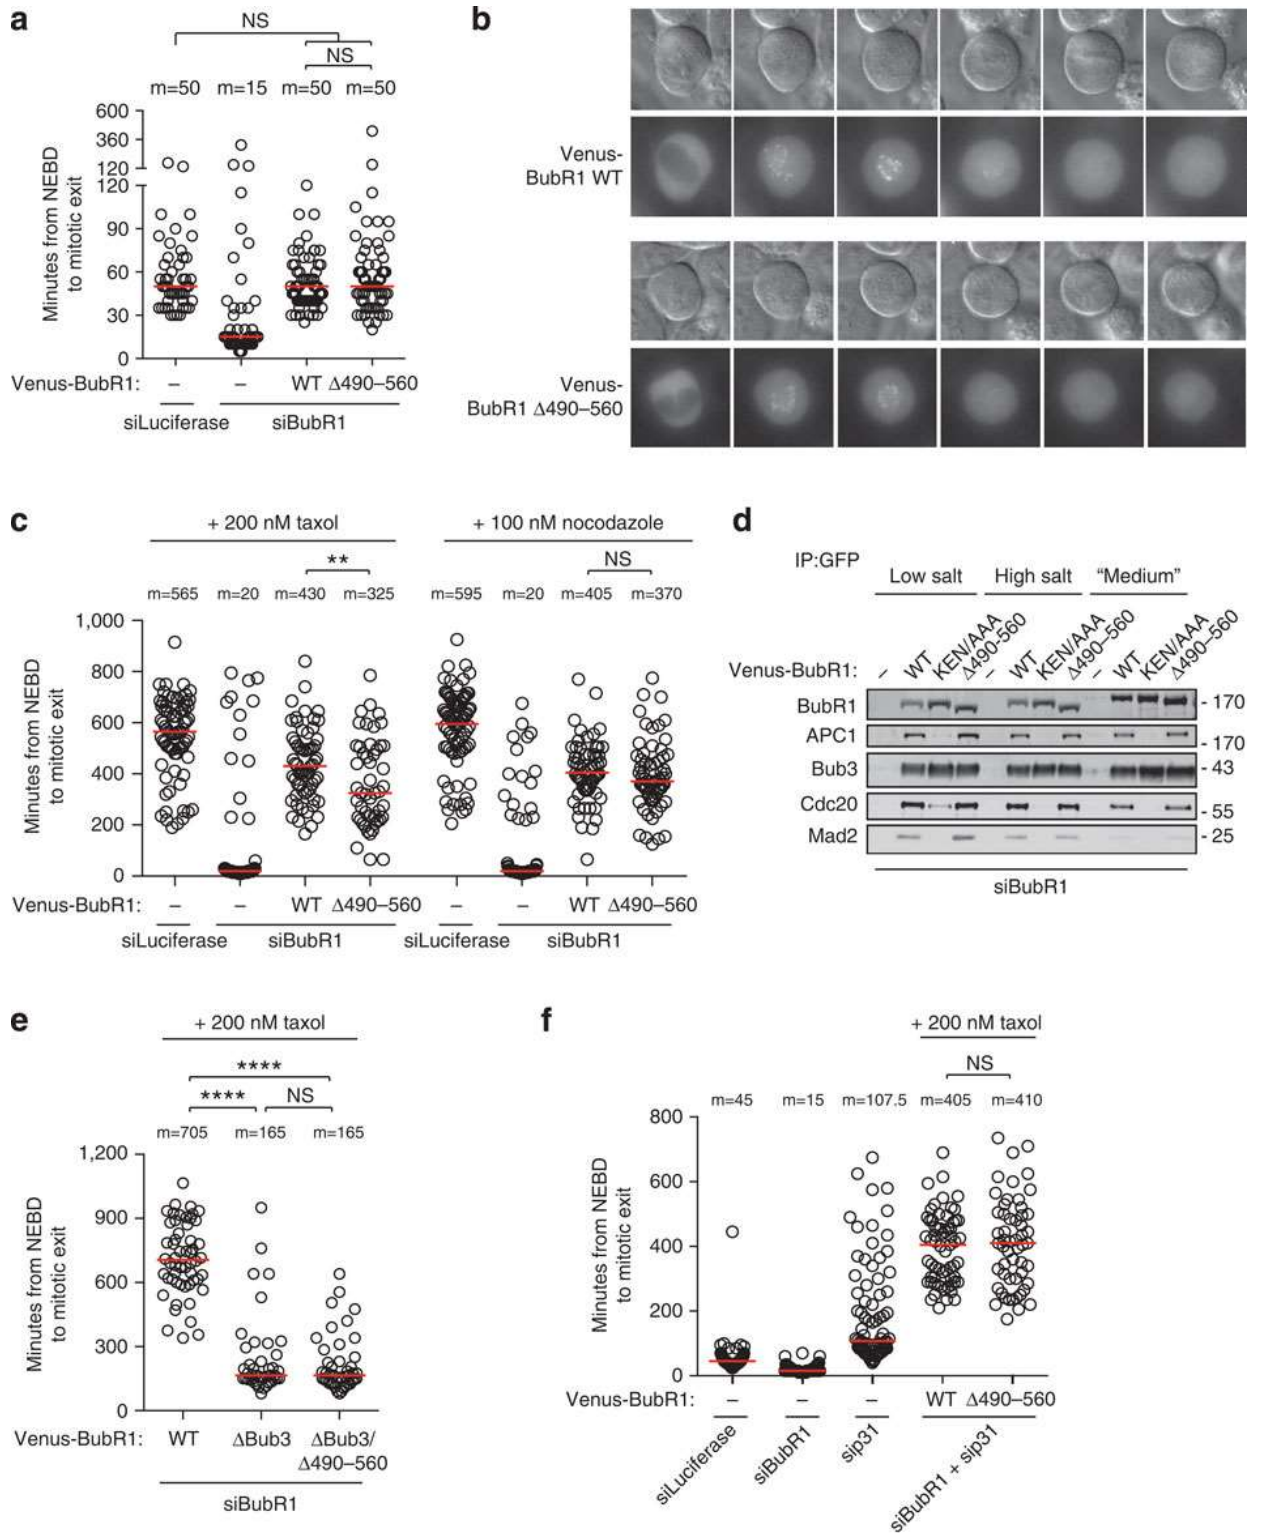 a
NS
NS
m=50 m=15 m=50 m=50
600
360
120
120
90
60
30
0
Minutes from NEBD
to mitotic exit
Venus-BubR1: – – WT Δ490–560
siLuciferase siBubR1
b
Venus-
BubR1 WT
Venus-
BubR1 Δ490–560
c
+ 200 nM taxol + 100 nM nocodazole
** NS
m=565 m=20 m=430 m=325 m=595 m=20 m=405 m=370
1,000
800
600
400
200
0
Minutes from NEBD
to mitotic exit
Venus-BubR1: – – WT Δ490–560 – – WT Δ490–560
siLuciferase siBubR1 siLuciferase siBubR1
d
IP:GFP
Low salt High salt “Medium”
Venus-BubR1: – WT KEN/AAA Δ490-560 – WT KEN/AAA Δ490–560 – WT KEN/AAA Δ490–560
BubR1 - 170
APC1 - 170
Bub3 - 43
Cdc20 - 55
Mad2 - 25
siBubR1
e
+ 200 nM taxol
****
**** NS
m=705 m=165 m=165
1,200
900
600
300
0
Minutes from NEBD
to mitotic exit
Venus-BubR1: WT ΔBub3 ΔBub3/
Δ490–560
siBubR1
f
+ 200 nM taxol
NS
m=45 m=15 m=107.5 m=405 m=410
800
600
400
200
0
Minutes from NEBD
to mitotic exit
Venus-BubR1: – – – WT Δ490–560
siLuciferase siBubR1 sip31 siBubR1 + sip31